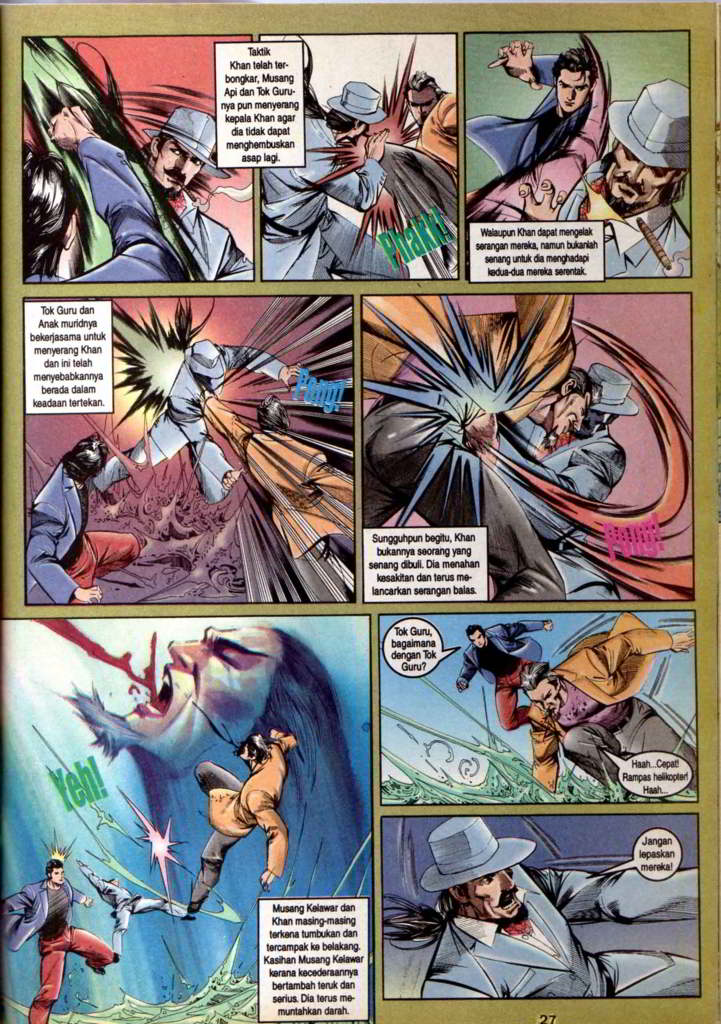 Taktik
Khan telah ter-
bongkar, Musang
Api dan Tok Guru-
nya pun menyerang
kepala Khan agar
dia tidak dapat
menghembuskan
asap lagi.
Phakk!
Walaupun Khan dapat mengelak
serangan mereka, namun bukanlah
senang untuk dia menghadapi
kedua-dua mereka serentak.
Tok Guru dan
Anak muridnya
bekerjasama untuk
menyerang Khan
dan ini telah
menyebabkannya
berada dalam
keadaan tertekan.
Pang!
Sungguhpun begitu, Khan
bukannya seorang yang
senang dibuli. Dia menahan
kesakitan dan terus me-
lancarkan serangan balas.
Pang!
Yeh!
Musang Kelawar dan
Khan masing-masing
terkena tumbukan dan
tercampak ke belakang.
Kasihan Musang Kelawar
kerana kecederaannya
bertambah teruk dan
serius. Dia terus me-
muntahkan darah.
Tok Guru,
bagaimana
dengan Tok
Guru?
Haah...Cepat!
Rampas helikopter!
Haah...
Jangan
lepaskan
mereka!
27